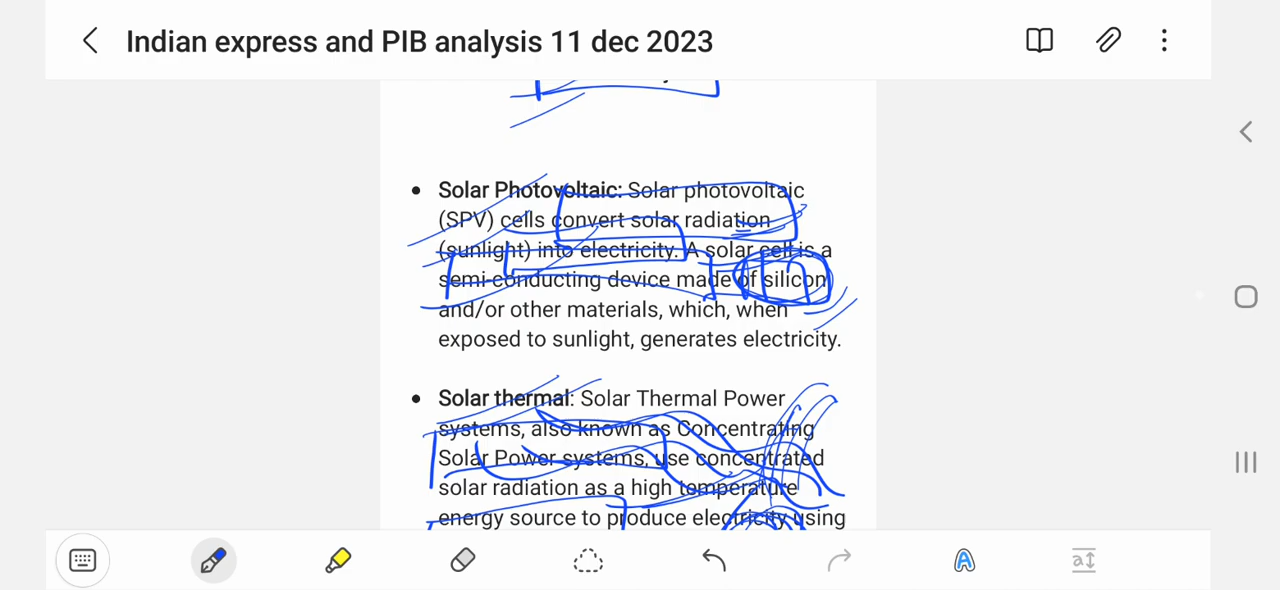 Indian express and PIB analysis 11 dec 2023
Solar Photovoltaic: Solar photovoltaic
(SPV) cells convert solar radiation
(sunlight) into electricity. A solar cell is a
semi-conducting device made of silicon
and/or other materials, which, when
exposed to sunlight, generates electricity.
Solar thermal: Solar Thermal Power
systems, also known as Concentrating
Solar Power systems, use concentrated
solar radiation as a high temperature
energy source to produce electricity using